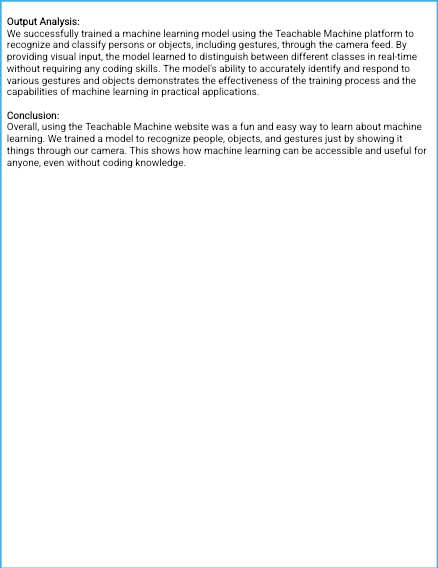 Output Analysis:
We successfully trained a machine learning model using the Teachable Machine platform to
recognize and classify persons or objects, including gestures, through the camera feed. By
providing visual input, the model learned to distinguish between different classes in real-time
without requiring any coding skills. The model's ability to accurately identify and respond to
various gestures and objects demonstrates the effectiveness of the training process and the
capabilities of machine learning in practical applications.
Conclusion:
Overall, using the Teachable Machine website was a fun and easy way to learn about machine
learning. We trained a model to recognize people, objects, and gestures just by showing it
things through our camera. This shows how machine learning can be accessible and useful for
anyone, even without coding knowledge.